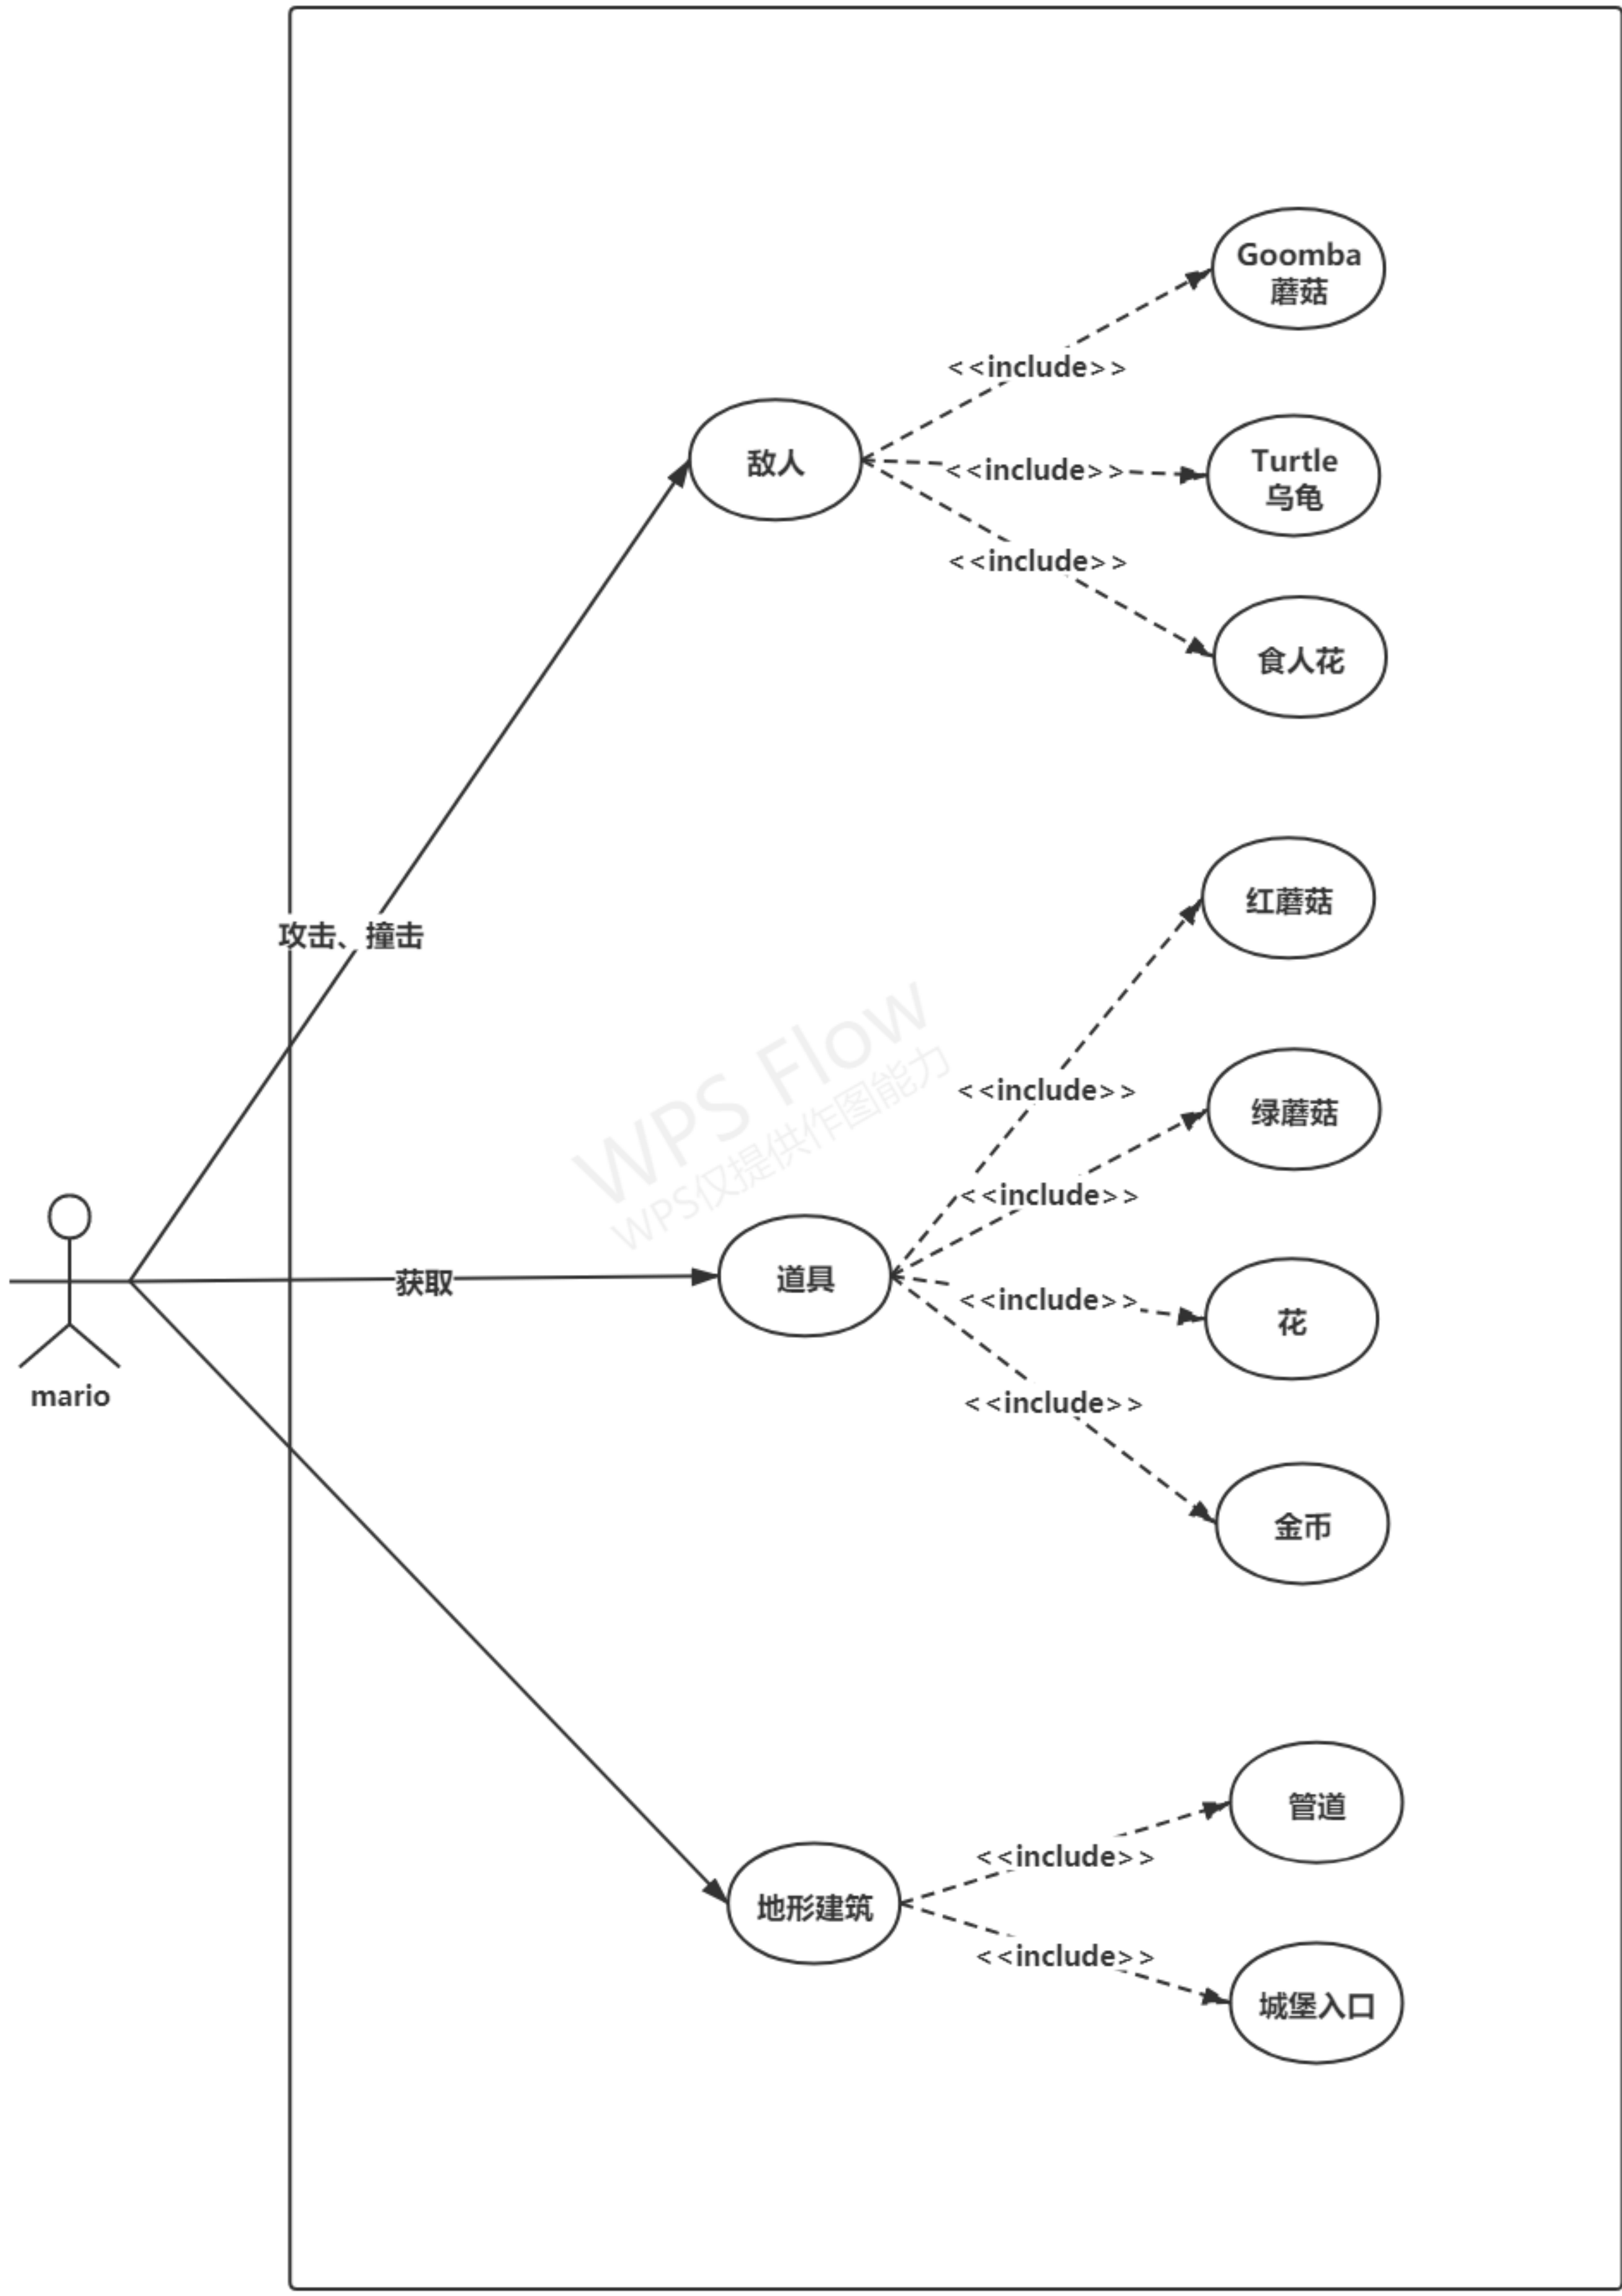 Goomba
蘑菇
<<include>>
敌人
<<include>>
Turtle
乌龟
<<include>>
食人花
攻击、撞击
红蘑菇
WPS Flow
WPS仅提供作图能力
<<include>>
绿蘑菇
<<include>>
获取
道具
<<include>>
花
mario
<<include>>
金币
管道
<<include>>
地形建筑
<<include>>
城堡入口